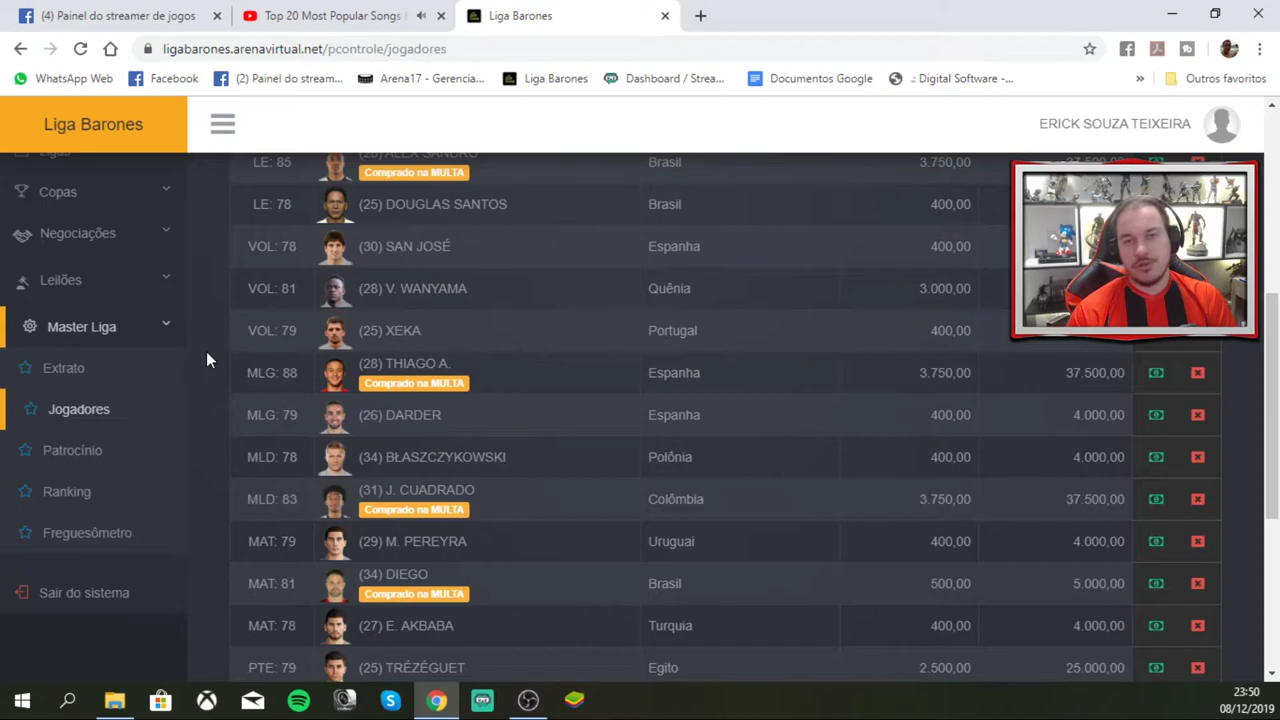 (4) Painel do streamer de jogos
Top 20 Most Popular Songs
Liga Barones
ligabarones.arenavirtual.net/pcontrole/jogadores
WhatsApp Web
Facebook
(2) Painel do stream...
Arena17 - Gerencia...
Liga Barones
Dashboard / Strea...
Documentos Google
.: Digital Software -...
»
Outros favoritos
Liga Barones
ERICK SOUZA TEIXEIRA
Ligas
Copas
Negociações
Leilões
Master Liga
Extrato
Jogadores
Patrocínio
Ranking
Freguesômetro
Sair do sistema
LE: 85 (28) ALEX SANDRO Brasil 3.750,00 37.500,00
Comprado na MULTA
LE: 78 (25) DOUGLAS SANTOS Brasil 400,00
VOL: 78 (30) SAN JOSÉ Espanha 400,00
VOL: 81 (28) V. WANYAMA Quênia 3.000,00
VOL: 79 (25) XEKA Portugal 400,00
MLG: 88 (28) THIAGO A. Espanha 3.750,00 37.500,00
Comprado na MULTA
MLG: 79 (26) DARDER Espanha 400,00 4.000,00
MLD: 78 (34) BŁASZCZYKOWSKI Polônia 400,00 4.000,00
MLD: 83 (31) J. CUADRADO Colômbia 3.750,00 37.500,00
Comprado na MULTA
MAT: 79 (29) M. PEREYRA Uruguai 400,00 4.000,00
MAT: 81 (34) DIEGO Brasil 500,00 5.000,00
Comprado na MULTA
MAT: 78 (27) E. AKBABA Turquia 400,00 4.000,00
PTE: 79 (25) TRÉZÉGUET Egito 2.500,00 25.000,00
23:50
08/12/2019